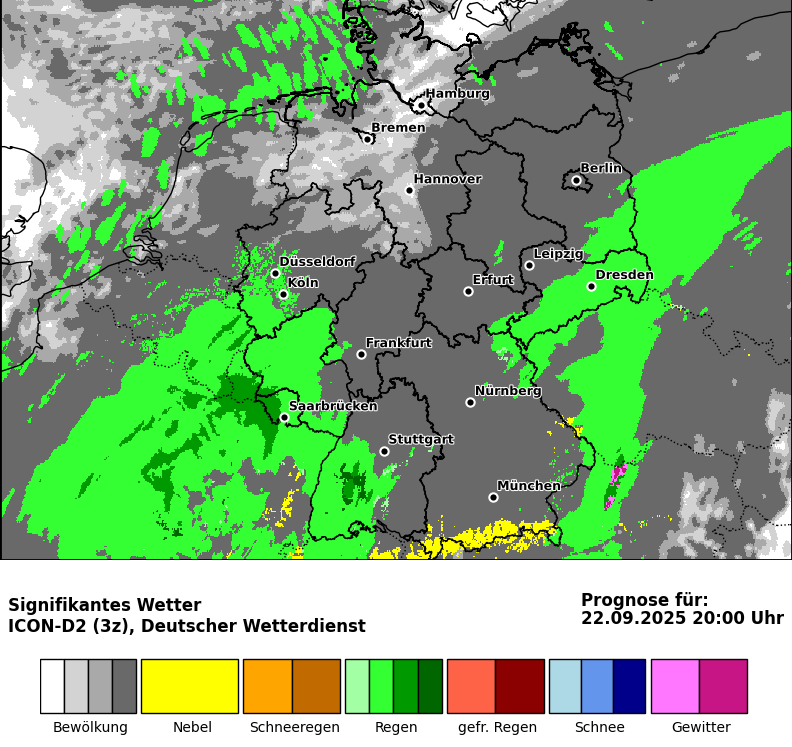 Hamburg
Bremen
Berlin
Hannover
Leipzig
Düsseldorf
Dresden
Köln
Erfurt
Frankfurt
Nürnberg
Saarbrücken
Stuttgart
München
Signifikantes Wetter
ICON-D2 (3z), Deutscher Wetterdienst
Prognose für:
22.09.2025 20:00 Uhr
Bewölkung Nebel Schneeregen Regen gefr. Regen Schnee Gewitter